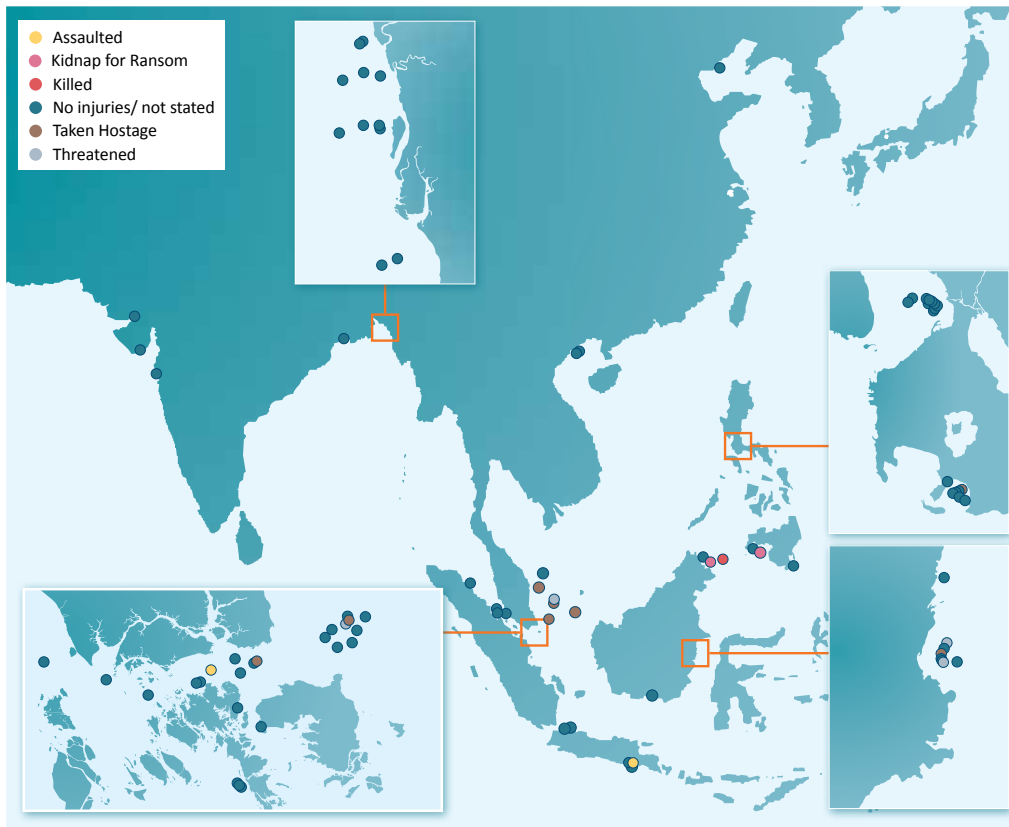 Assaulted
Kidnap for Ransom
Killed
No injuries/ not stated
Taken Hostage
Threatened